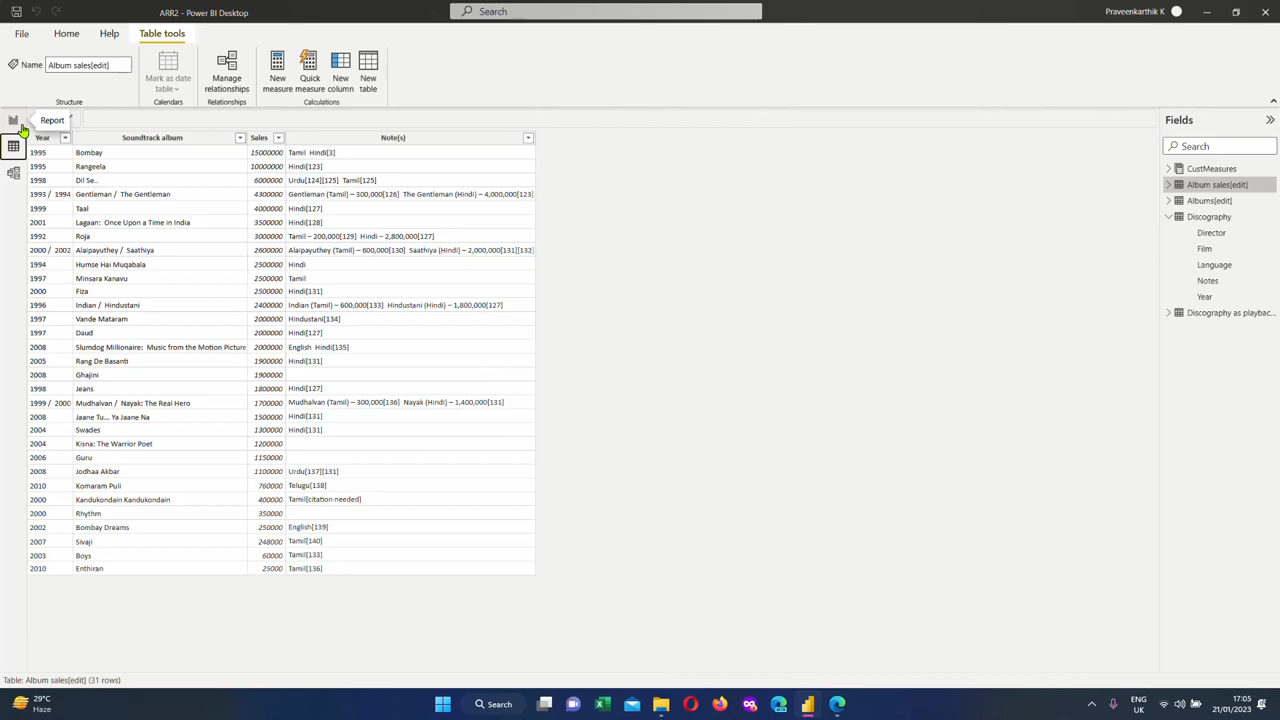 ARR2 - Power BI Desktop
Search
Praveenkarthik K
File Home Help Table tools
Name Album sales[edit]
Mark as date table
Manage relationships
New measure
Quick measure
New column
New table
Structure Calendars Relationships Calculations
Report
Year Soundtrack album Sales Note(s)
1995 Bombay 15000000 Tamil Hindi[3]
1995 Rangeela 10000000 Hindi[123]
1998 Dil Se.. 6000000 Urdu[124][125] Tamil[125]
1993 / 1994 Gentleman / The Gentleman 4300000 Gentleman (Tamil) – 300,000[126] The Gentleman (Hindi) – 4,000,000[123]
1999 Taal 4000000 Hindi[127]
2001 Lagaan: Once Upon a Time in India 3500000 Hindi[128]
1992 Roja 3000000 Tamil – 200,000[129] Hindi – 2,800,000[127]
2000 / 2002 Alaipayuthey / Saathiya 2600000 Alaipayuthey (Tamil) – 600,000[130] Saathiya (Hindi) – 2,000,000[131][132]
1994 Humse Hai Muqabala 2500000 Hindi
1997 Minsara Kanavu 2500000 Tamil
2000 Fiza 2500000 Hindi[131]
1996 Indian / Hindustani 2400000 Indian (Tamil) – 600,000[133] Hindustani (Hindi) – 1,800,000[127]
1997 Vande Mataram 2000000 Hindustani[134]
1997 Daud 2000000 Hindi[127]
2008 Slumdog Millionaire: Music from the Motion Picture 2000000 English Hindi[135]
2005 Rang De Basanti 1900000 Hindi[131]
2008 Ghajini 1900000
1998 Jeans 1800000 Hindi[127]
1999 / 2000 Mudhalvan / Nayak: The Real Hero 1700000 Mudhalvan (Tamil) – 300,000[136] Nayak (Hindi) – 1,400,000[131]
2008 Jaane Tu... Ya Jaane Na 1500000 Hindi[131]
2004 Swades 1300000 Hindi[131]
2004 Kisna: The Warrior Poet 1200000
2006 Guru 1150000
2008 Jodhaa Akbar 1100000 Urdu[137][131]
2010 Komaram Puli 760000 Telugu[138]
2000 Kandukondain Kandukondain 400000 Tamil[citation needed]
2000 Rhythm 350000
2002 Bombay Dreams 250000 English[139]
2007 Sivaji 248000 Tamil[140]
2003 Boys 60000 Tamil[133]
2010 Enthiran 25000 Tamil[136]
Fields
Search
CustMeasures
Album sales[edit]
Albums[edit]
Discography
Director
Film
Language
Notes
Year
Discography as playbac...
Table: Album sales[edit] (31 rows)
29°C
Haze
Search
ENG
UK
17:05
21/01/2023